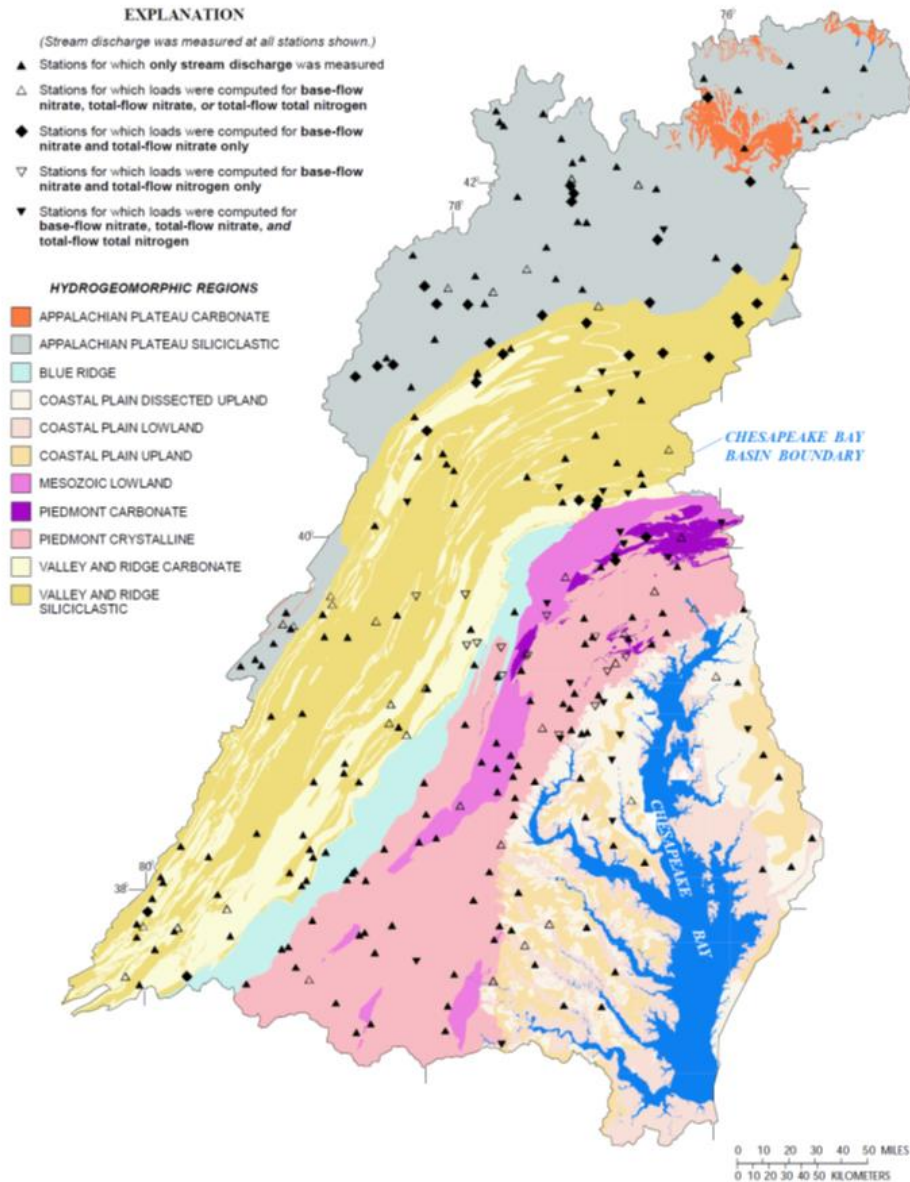 EXPLANATION
(Stream discharge was measured at all stations shown.)
Stations for which only stream discharge was measured
Stations for which loads were computed for base-flow
nitrate, total-flow nitrate, or total-flow total nitrogen
Stations for which loads were computed for base-flow
nitrate and total-flow nitrate only
Stations for which loads were computed for base-flow
nitrate and total-flow nitrogen only
Stations for which loads were computed for
base-flow nitrate, total-flow nitrate, and
total-flow total nitrogen
HYDROGEOMORPHIC REGIONS
APPALACHIAN PLATEAU CARBONATE
APPALACHIAN PLATEAU SILICICLASTIC
BLUE RIDGE
COASTAL PLAIN DISSECTED UPLAND
COASTAL PLAIN LOWLAND
COASTAL PLAIN UPLAND
MESOZOIC LOWLAND
PIEDMONT CARBONATE
PIEDMONT CRYSTALLINE
VALLEY AND RIDGE CARBONATE
VALLEY AND RIDGE
SILICICLASTIC
76°
42°
78°
CHESAPEAKE BAY
BASIN BOUNDARY
40°
CHESAPEAKE
BAY
80°
38°
0 10 20 30 40 50 MILES
0 10 20 30 40 50 KILOMETERS